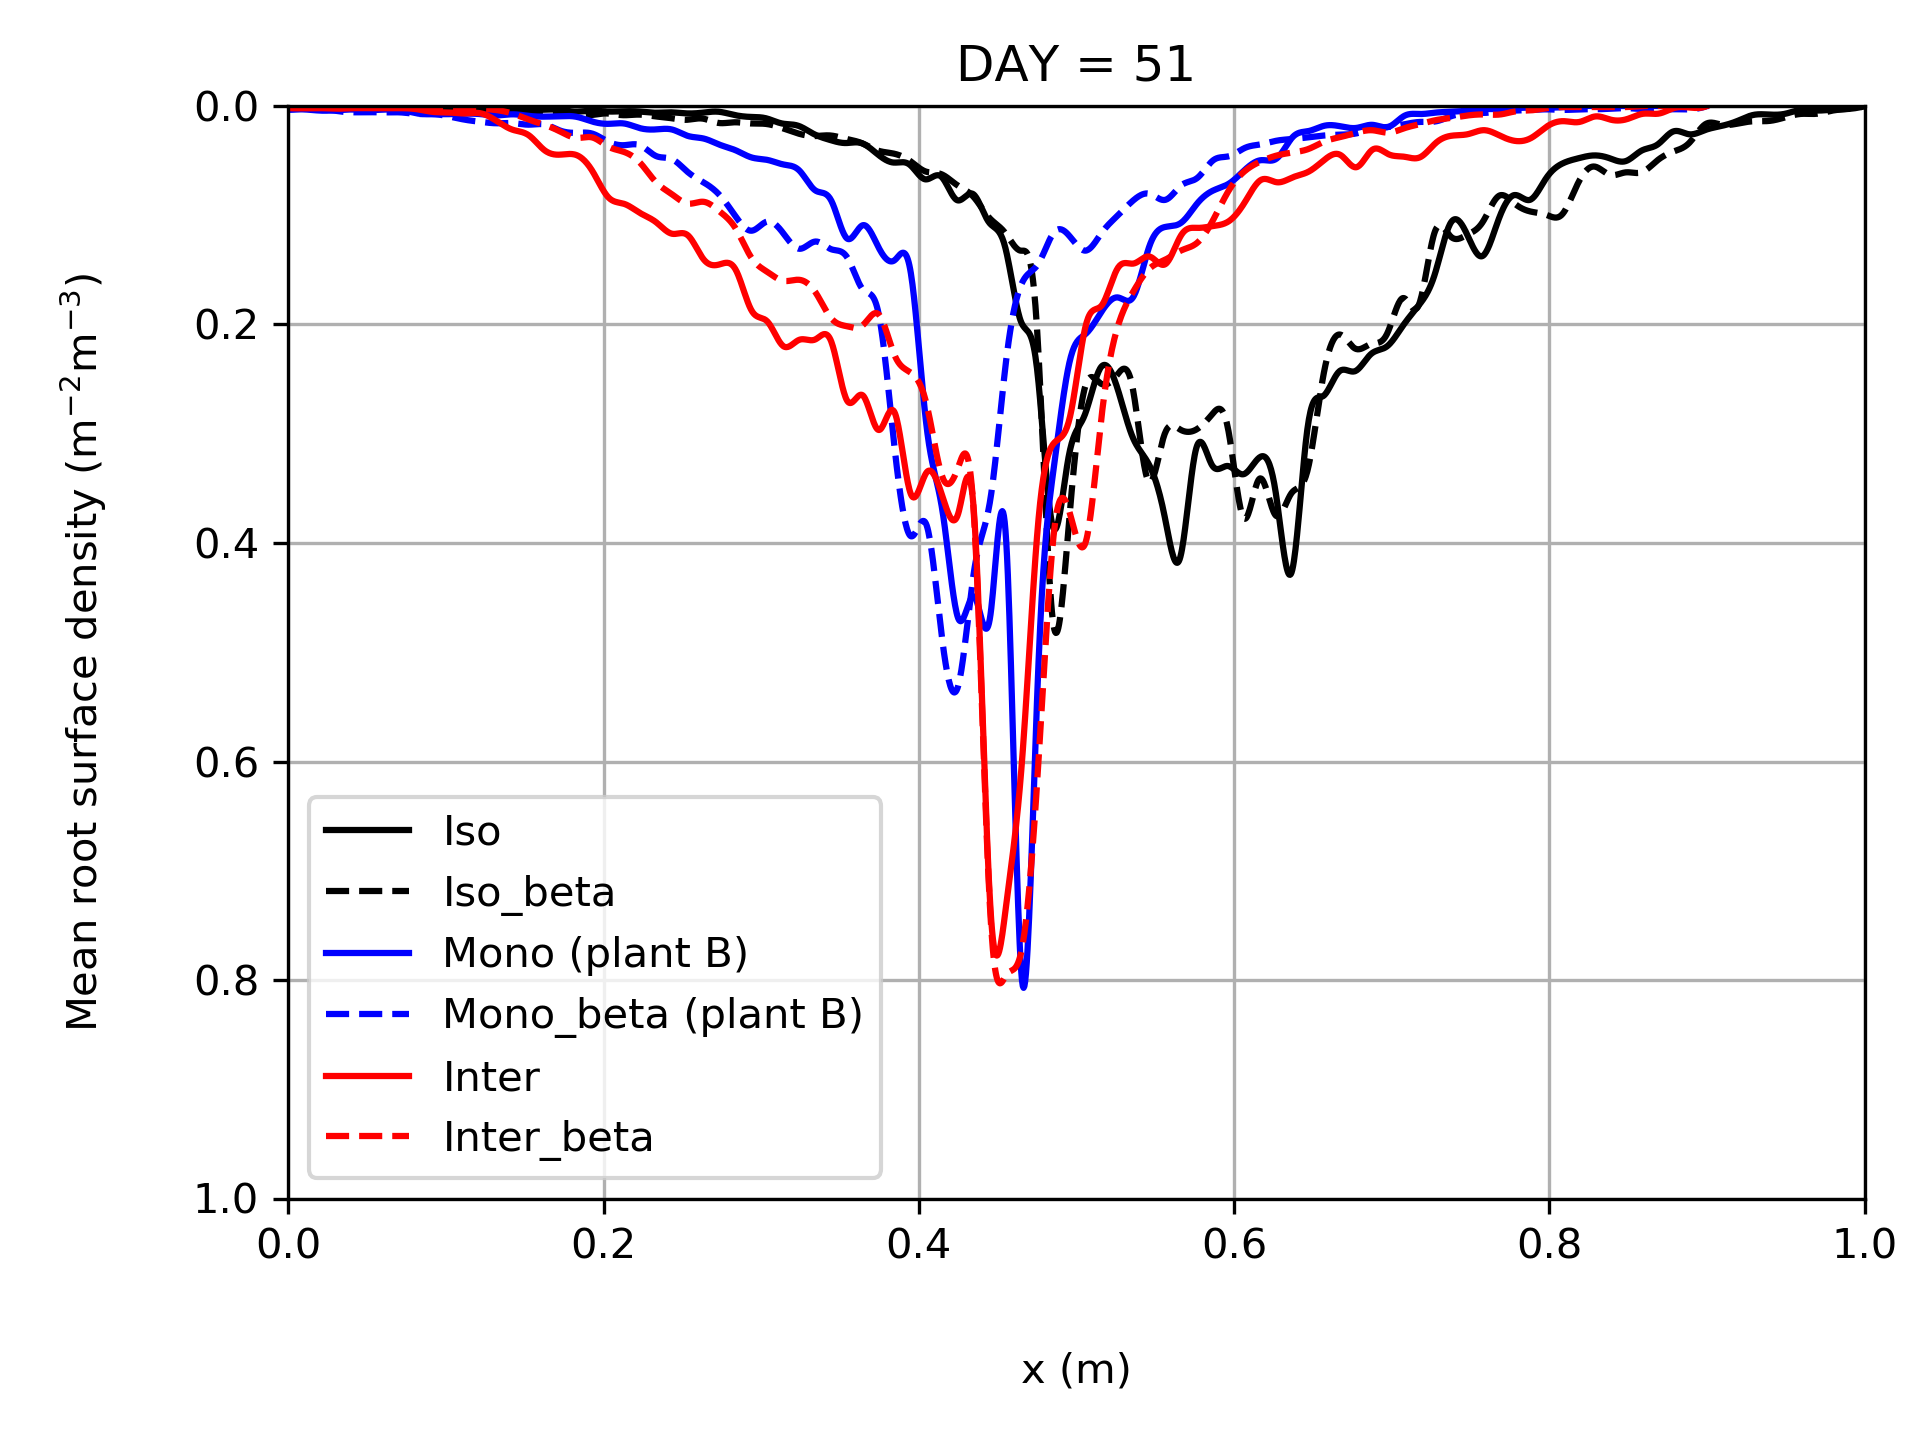 DAY = 51
Mean root surface density (m⁻²m⁻³)
0.0
0.2
0.4
0.6
0.8
1.0
Iso
Iso_beta
Mono (plant B)
Mono_beta (plant B)
Inter
Inter_beta
0.0 0.2 0.4 0.6 0.8 1.0
x (m)